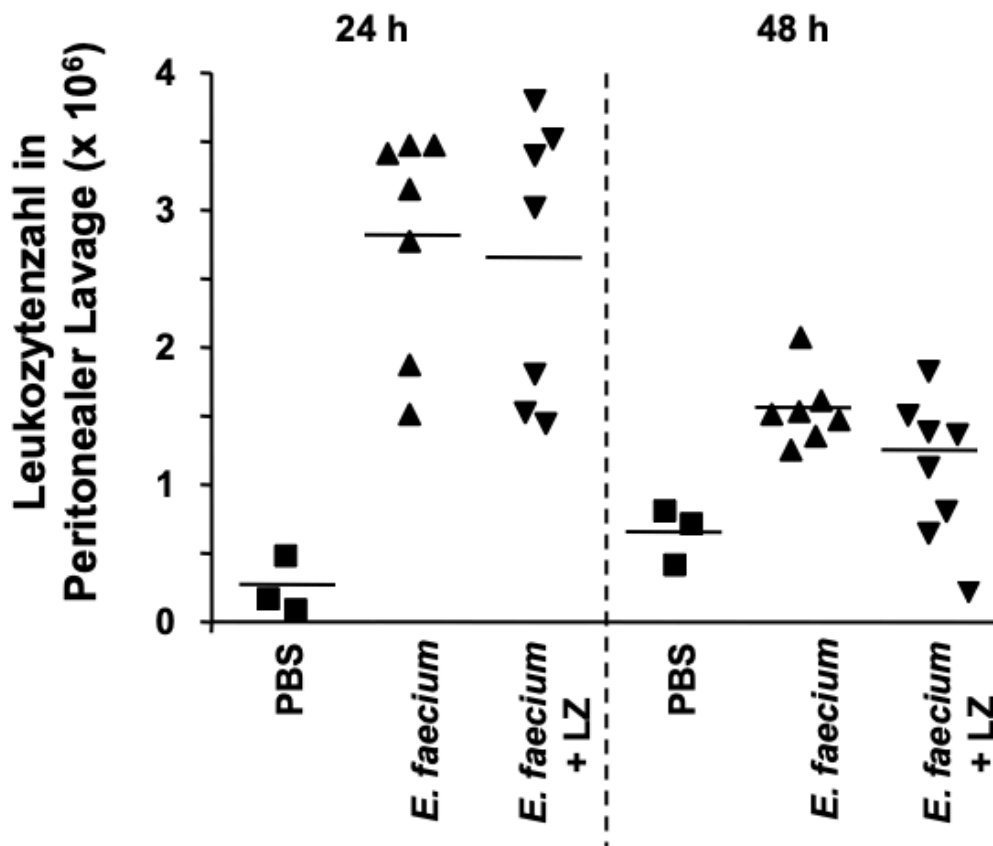 24 h
48 h
Leukozytenzahl in
Peritonealer Lavage (x 10⁶)
4
3
2
1
0
PBS
E. faecium
E. faecium
+ LZ
PBS
E. faecium
E. faecium
+ LZ